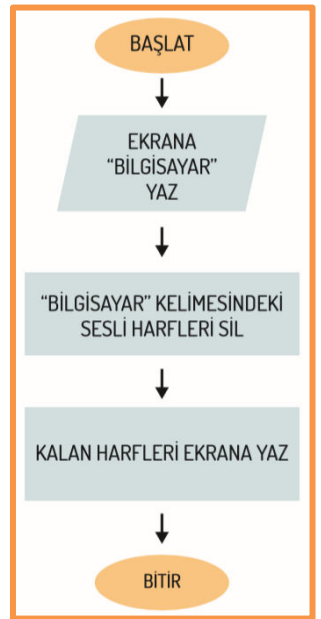 BAŞLAT
EKRANA
“BİLGİSAYAR”
YAZ
“BİLGİSAYAR” KELİMESİNDEKİ
SESLİ HARFLERİ SİL
KALAN HARFLERİ EKRANA YAZ
BİTİR